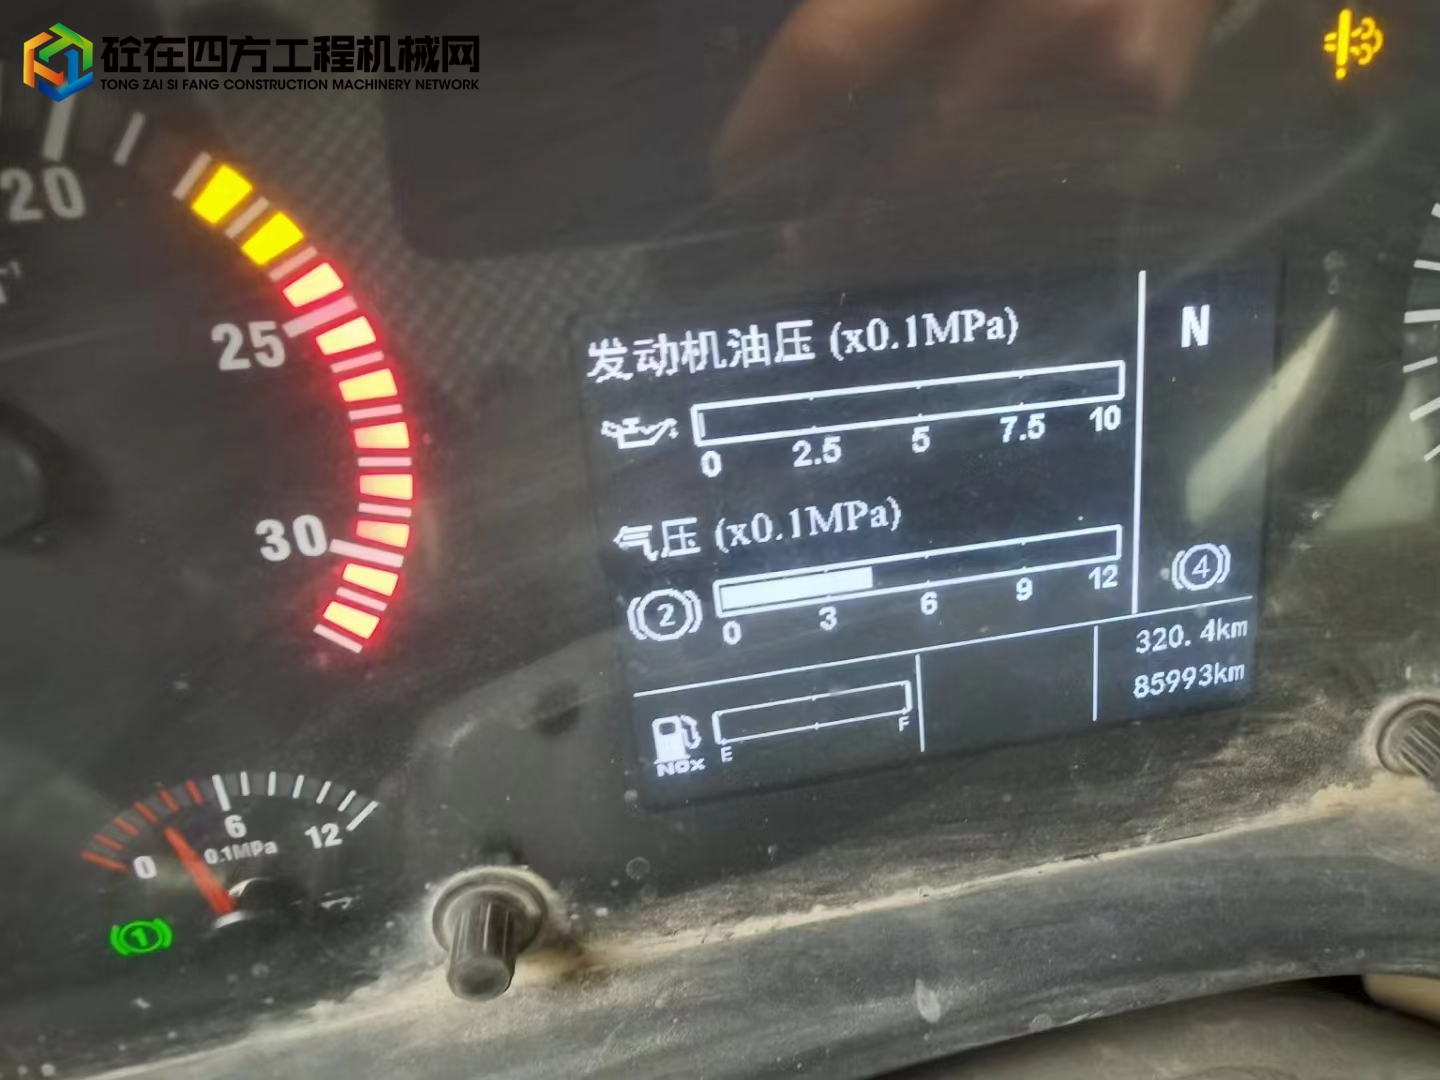 砼在四方工程机械网
TONG ZAI SI FANG CONSTRUCTION MACHINERY NETWORK
20
25
30
发动机油压 (x0.1MPa)
0 2.5 5 7.5 10
N
气压 (x0.1MPa)
2
0 3 6 9 12
4
320.4km
85993km
NOx E F
0 6 12
0.1MPa
1